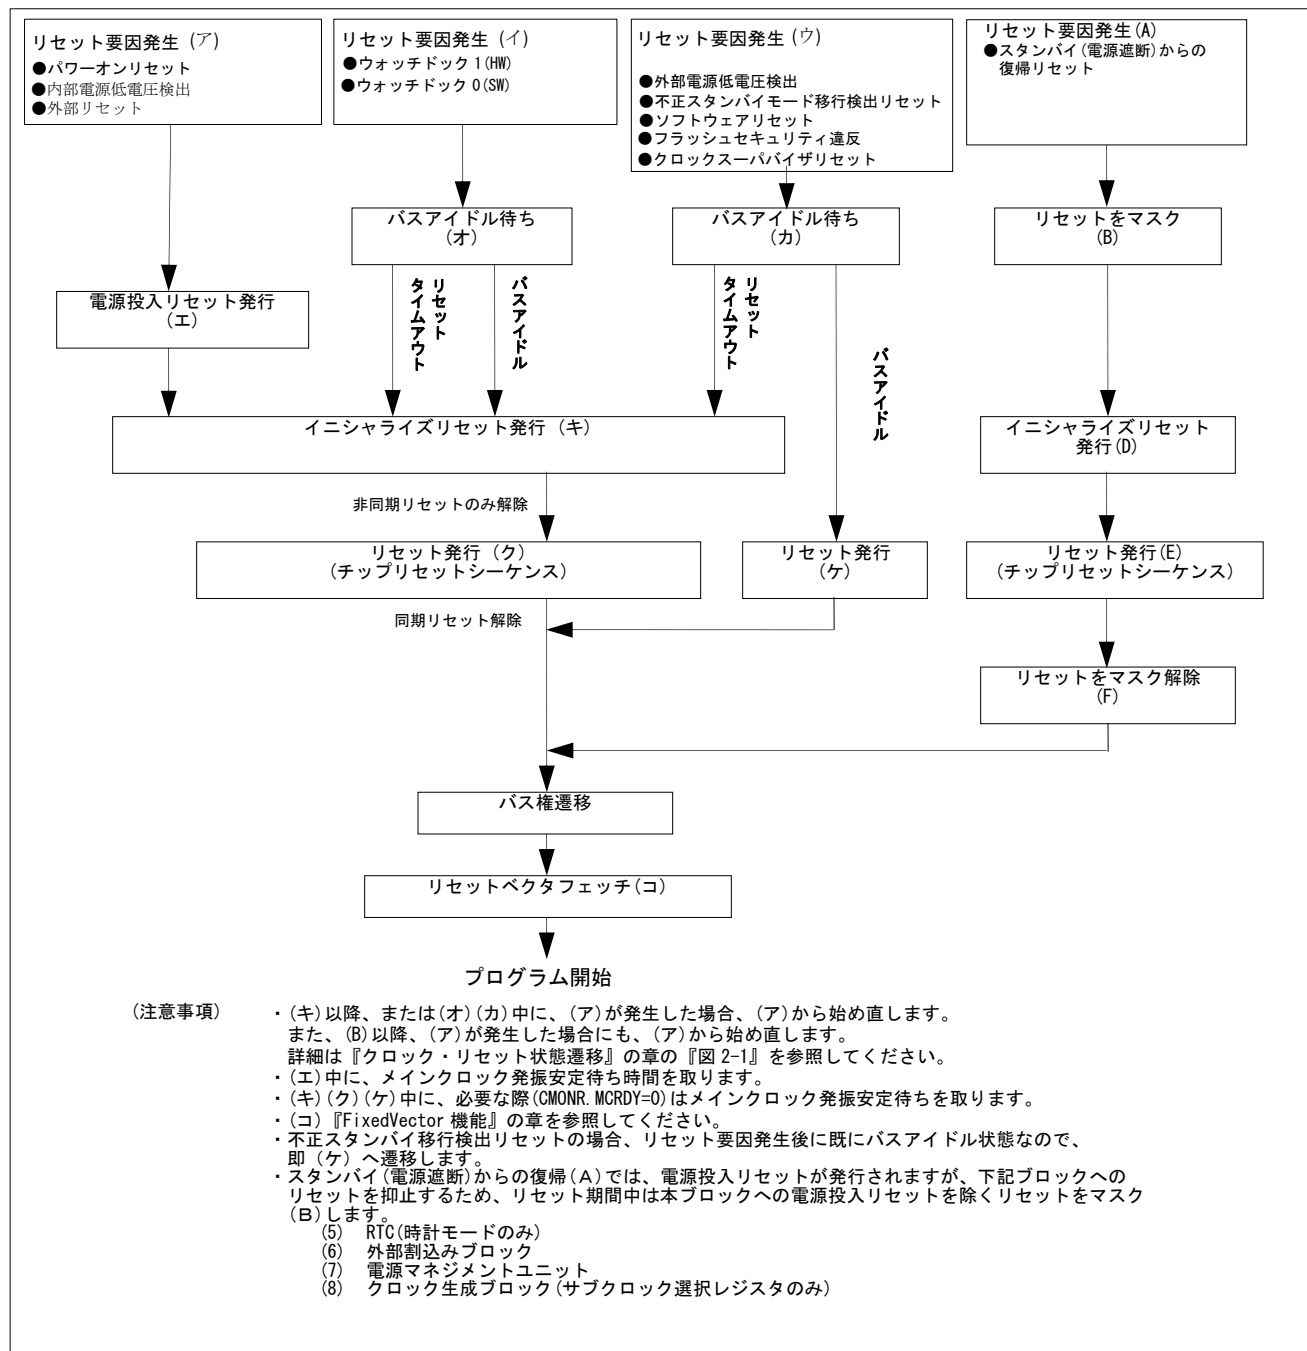 リセット要因発生 (ア)
●パワーオンリセット
●内部電源低電圧検出
●外部リセット
リセット要因発生 (イ)
●ウォッチドック 1(HW)
●ウォッチドック 0(SW)
リセット要因発生 (ウ)
●外部電源低電圧検出
●不正スタンバイモード移行検出リセット
●ソフトウェアリセット
●フラッシュセキュリティ違反
●クロックスーパバイザリセット
リセット要因発生(A)
●スタンバイ(電源遮断)からの
復帰リセット
バスアイドル待ち
(オ)
バスアイドル待ち
(カ)
リセットをマスク
(B)
電源投入リセット発行
(エ)
リセット
タイムアウト
バスアイドル
リセット
タイムアウト
バスアイドル
イニシャライズリセット発行 (キ)
イニシャライズリセット
発行(D)
非同期リセットのみ解除
リセット発行 (ク)
(チップリセットシーケンス)
リセット発行
(ケ)
リセット発行(E)
(チップリセットシーケンス)
同期リセット解除
リセットをマスク解除
(F)
バス権遷移
リセットベクタフェッチ(コ)
プログラム開始
(注意事項)
・(キ)以降、または(オ)(カ)中に、(ア)が発生した場合、(ア)から始め直します。
また、(B)以降、(ア)が発生した場合にも、(ア)から始め直します。
詳細は『クロック・リセット状態遷移』の章の『図 2-1』を参照してください。
・(エ)中に、メインクロック発振安定待ち時間を取ります。
・(キ)(ク)(ケ)中に、必要な際(CMONR.MCRDY=0)はメインクロック発振安定待ちを取ります。
・(コ)『FixedVector 機能』の章を参照してください。
・不正スタンバイ移行検出リセットの場合、リセット要因発生後に既にバスアイドル状態なので、
即 (ケ) へ遷移します。
・スタンバイ(電源遮断)からの復帰(A)では、電源投入リセットが発行されますが、下記ブロックへの
リセットを抑止するため、リセット期間中は本ブロックへの電源投入リセットを除くリセットをマスク
(B)します。
(5) RTC(時計モードのみ)
(6) 外部割込みブロック
(7) 電源マネジメントユニット
(8) クロック生成ブロック(サブクロック選択レジスタのみ)